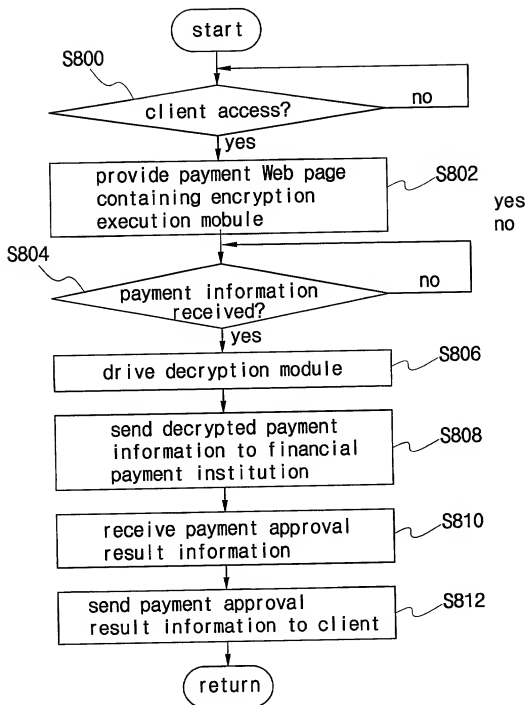 start
S800
client access?
no
yes
provide payment Web page
containing encryption
execution mobule
S802
yes
no
S804
payment information
received?
no
yes
drive decryption module
S806
send decrypted payment
information to financial
payment institution
S808
receive payment approval
result information
S810
send payment approval
result information to client
S812
return